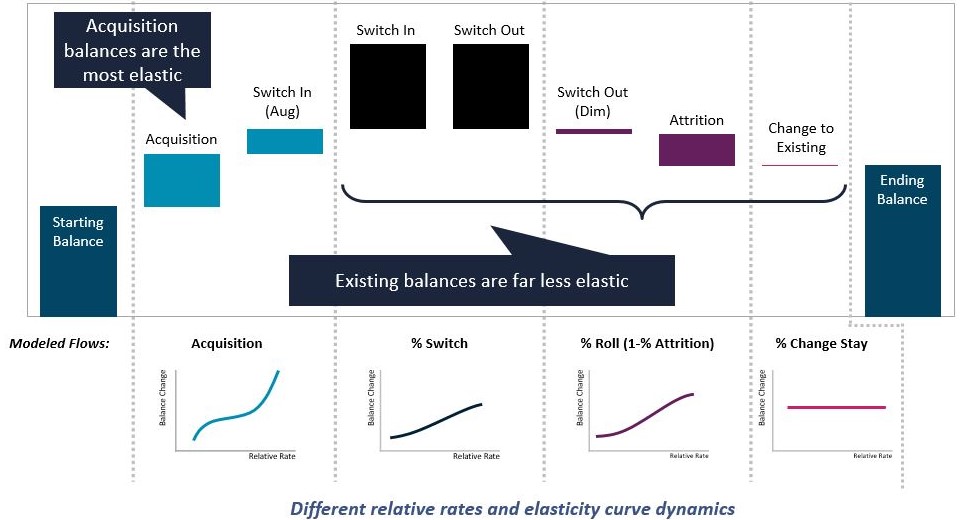 Acquisition
balances are the
most elastic
Switch In
Switch Out
Switch In
(Aug)
Switch Out
(Dim)
Acquisition
Attrition
Change to
Existing
Starting
Balance
Ending
Balance
Existing balances are far less elastic
Modeled Flows:
Acquisition
% Switch
% Roll (1-% Attrition)
% Change Stay
Balance Change
Relative Rate
Balance Change
Relative Rate
Balance Change
Relative Rate
Balance Change
Relative Rate
Different relative rates and elasticity curve dynamics